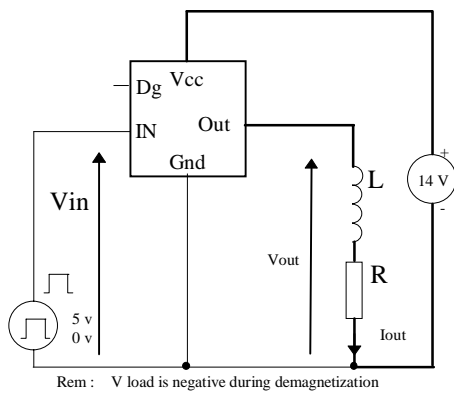 Vcc
Dg
+
IN
Out
Gnd
14 V
L
Vin
-
Vout
R
5 v
0 v
Iout
Rem : V load is negative during demagnetization